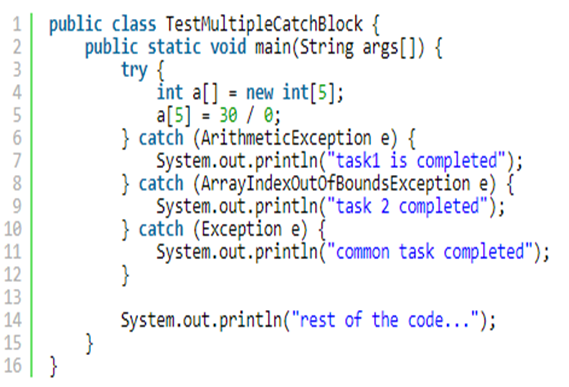 1 public class TestMultipleCatchBlock {
2     public static void main(String args[]) {
3         try {
4             int a[] = new int[5];
5             a[5] = 30 / 0;
6         } catch (ArithmeticException e) {
7             System.out.println("task1 is completed");
8         } catch (ArrayIndexOutOfBoundsException e) {
9             System.out.println("task 2 completed");
10         } catch (Exception e) {
11             System.out.println("common task completed");
12         }
13
14         System.out.println("rest of the code...");
15     }
16 }